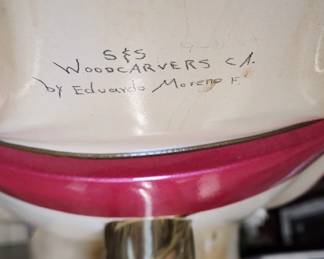 S&S
WOODCARVERS CA.
by Eduardo Moreno F